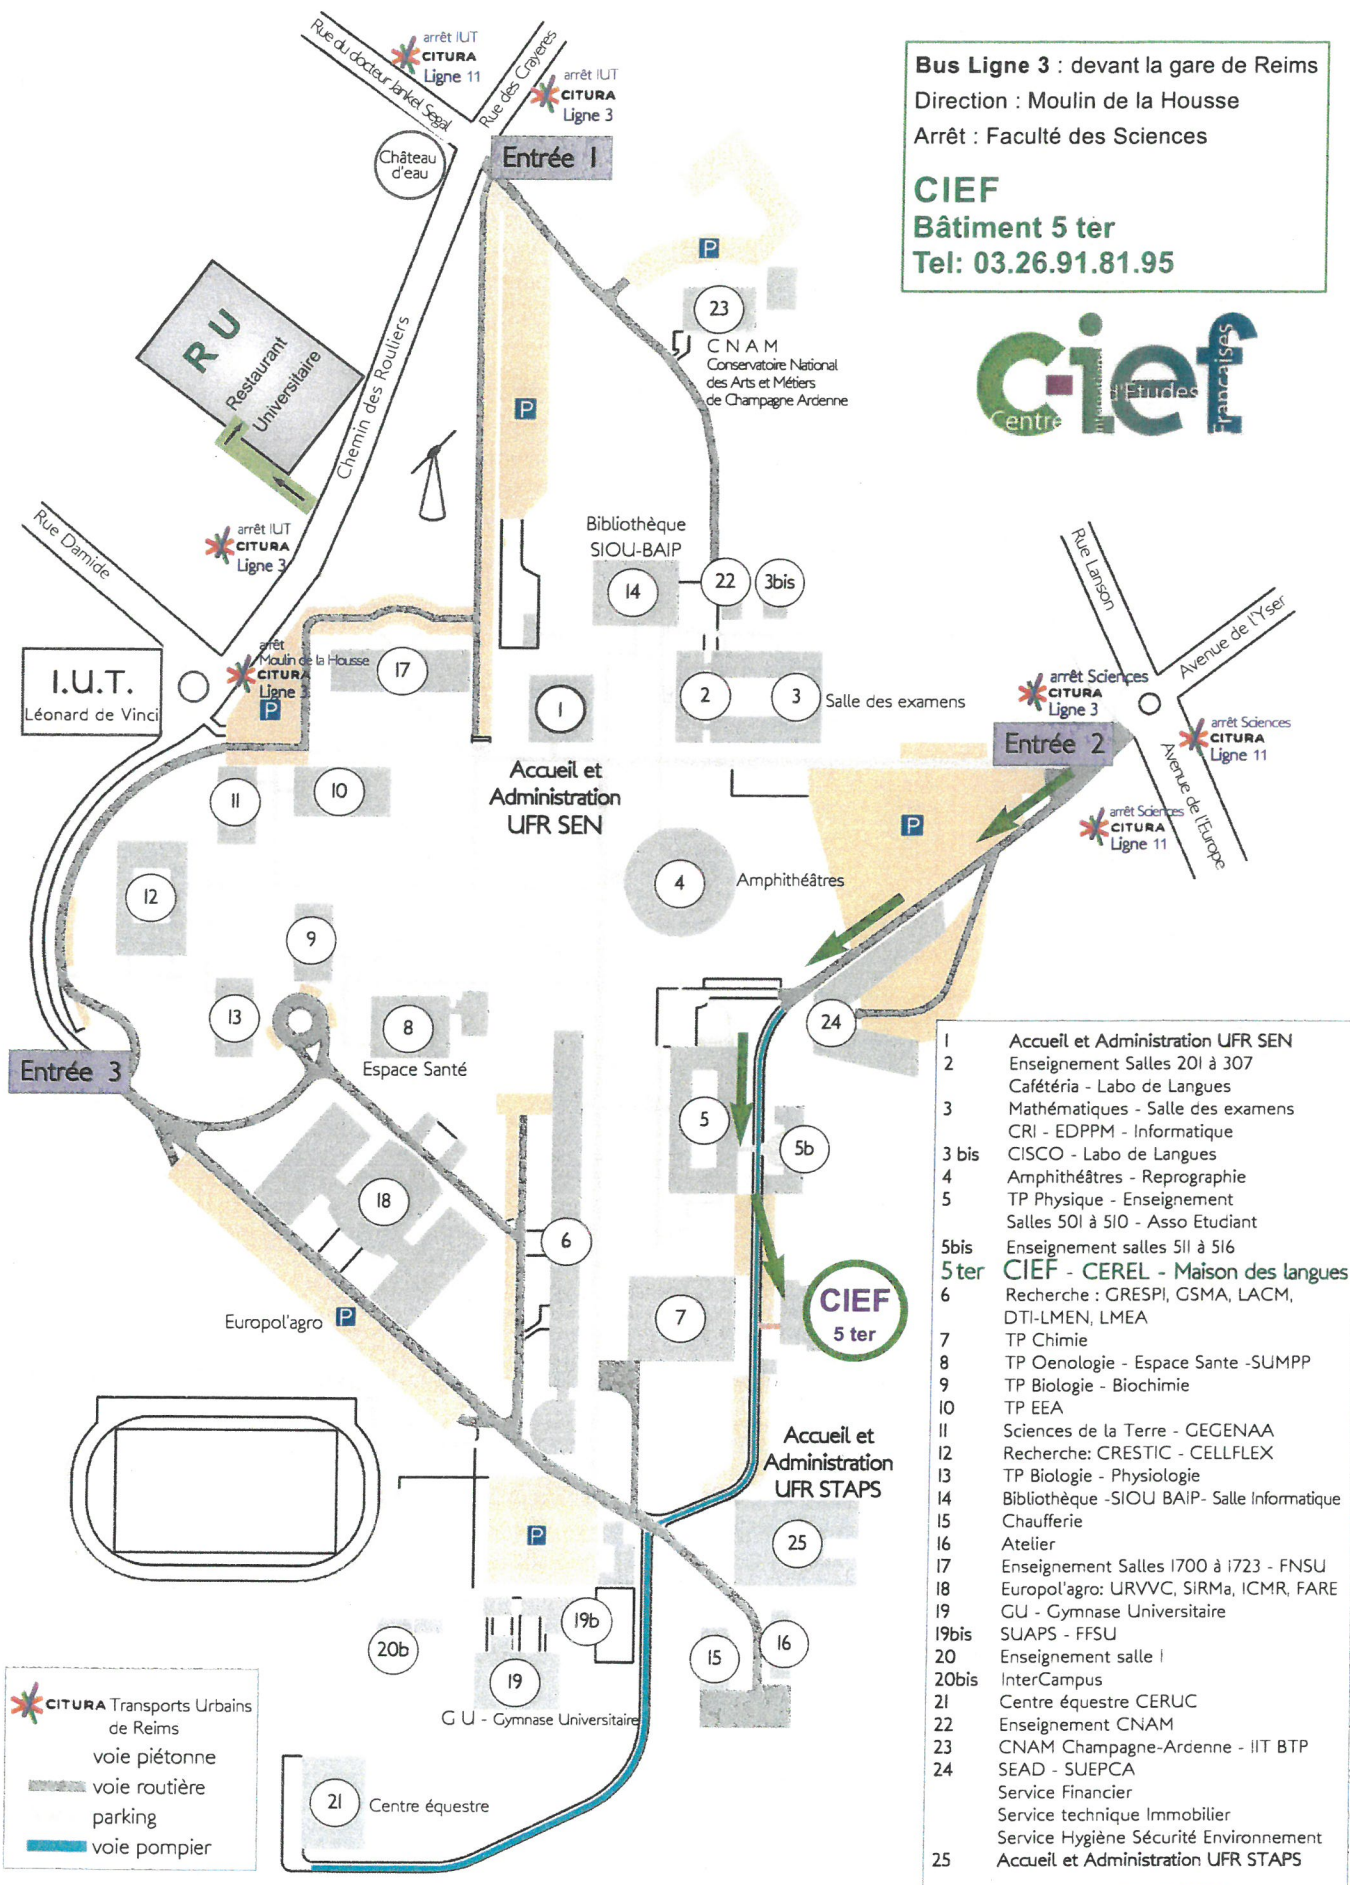 Rue du docteur Jankel Segal
arrêt IUT
CITURA
Ligne 11
Rue des Crayeres
arrêt IUT
CITURA
Ligne 3
Château
d'eau
Entrée 1
Bus Ligne 3 : devant la gare de Reims
Direction : Moulin de la Housse
Arrêt : Faculté des Sciences
CIEF
Bâtiment 5 ter
Tel: 03.26.91.81.95
P
23
CNAM
Conservatoire National
des Arts et Métiers
de Champagne Ardenne
c-ief
Centre
d'Etudes
Françaises
RU
Restaurant
Universitaire
Chemin des Rouliers
P
Rue Damide
arrêt IUT
CITURA
Ligne 3
Bibliothèque
SIOU-BAIP
14
22
3bis
Rue Lanson
Avenue de l'Yser
I.U.T.
Léonard de Vinci
arrêt
Moulin de la Housse
CITURA
Ligne 3
P
17
1
2
3
Salle des examens
arrêt Sciences
CITURA
Ligne 3
Entrée 2
arrêt Sciences
CITURA
Ligne 11
Avenue de l'Europe
arrêt Sciences
CITURA
Ligne 11
Accueil et
Administration
UFR SEN
11
10
P
4
Amphithéâtres
12
9
13
8
Espace Santé
24
Entrée 3
5
5b
18
6
Europol'agro
P
7
CIEF
5 ter
Accueil et
Administration
UFR STAPS
P
25
20b
19b
19
15
16
G U - Gymnase Universitaire
21
Centre équestre
CITURA Transports Urbains
de Reims
voie piétonne
voie routière
parking
voie pompier
1 Accueil et Administration UFR SEN
2 Enseignement Salles 201 à 307
Cafétéria - Labo de Langues
3 Mathématiques - Salle des examens
CRI - EDPPM - Informatique
3 bis CISCO - Labo de Langues
4 Amphithéâtres - Reprographie
5 TP Physique - Enseignement
Salles 501 à 510 - Asso Etudiant
5bis Enseignement salles 511 à 516
5 ter CIEF - CEREL - Maison des langues
6 Recherche : GRESPI, GSMA, LACM,
DTI-LMEN, LMEA
7 TP Chimie
8 TP Oenologie - Espace Sante -SUMPP
9 TP Biologie - Biochimie
10 TP EEA
11 Sciences de la Terre - GEGENAA
12 Recherche: CRESTIC - CELLFLEX
13 TP Biologie - Physiologie
14 Bibliothèque -SIOU BAIP- Salle Informatique
15 Chaufferie
16 Atelier
17 Enseignement Salles 1700 à 1723 - FNSU
18 Europol'agro: URVVC, SIRMa, ICMR, FARE
19 GU - Gymnase Universitaire
19bis SUAPS - FFSU
20 Enseignement salle 1
20bis InterCampus
21 Centre équestre CERUC
22 Enseignement CNAM
23 CNAM Champagne-Ardenne - IIT BTP
24 SEAD - SUEPCA
Service Financier
Service technique Immobilier
Service Hygiène Sécurité Environnement
25 Accueil et Administration UFR STAPS